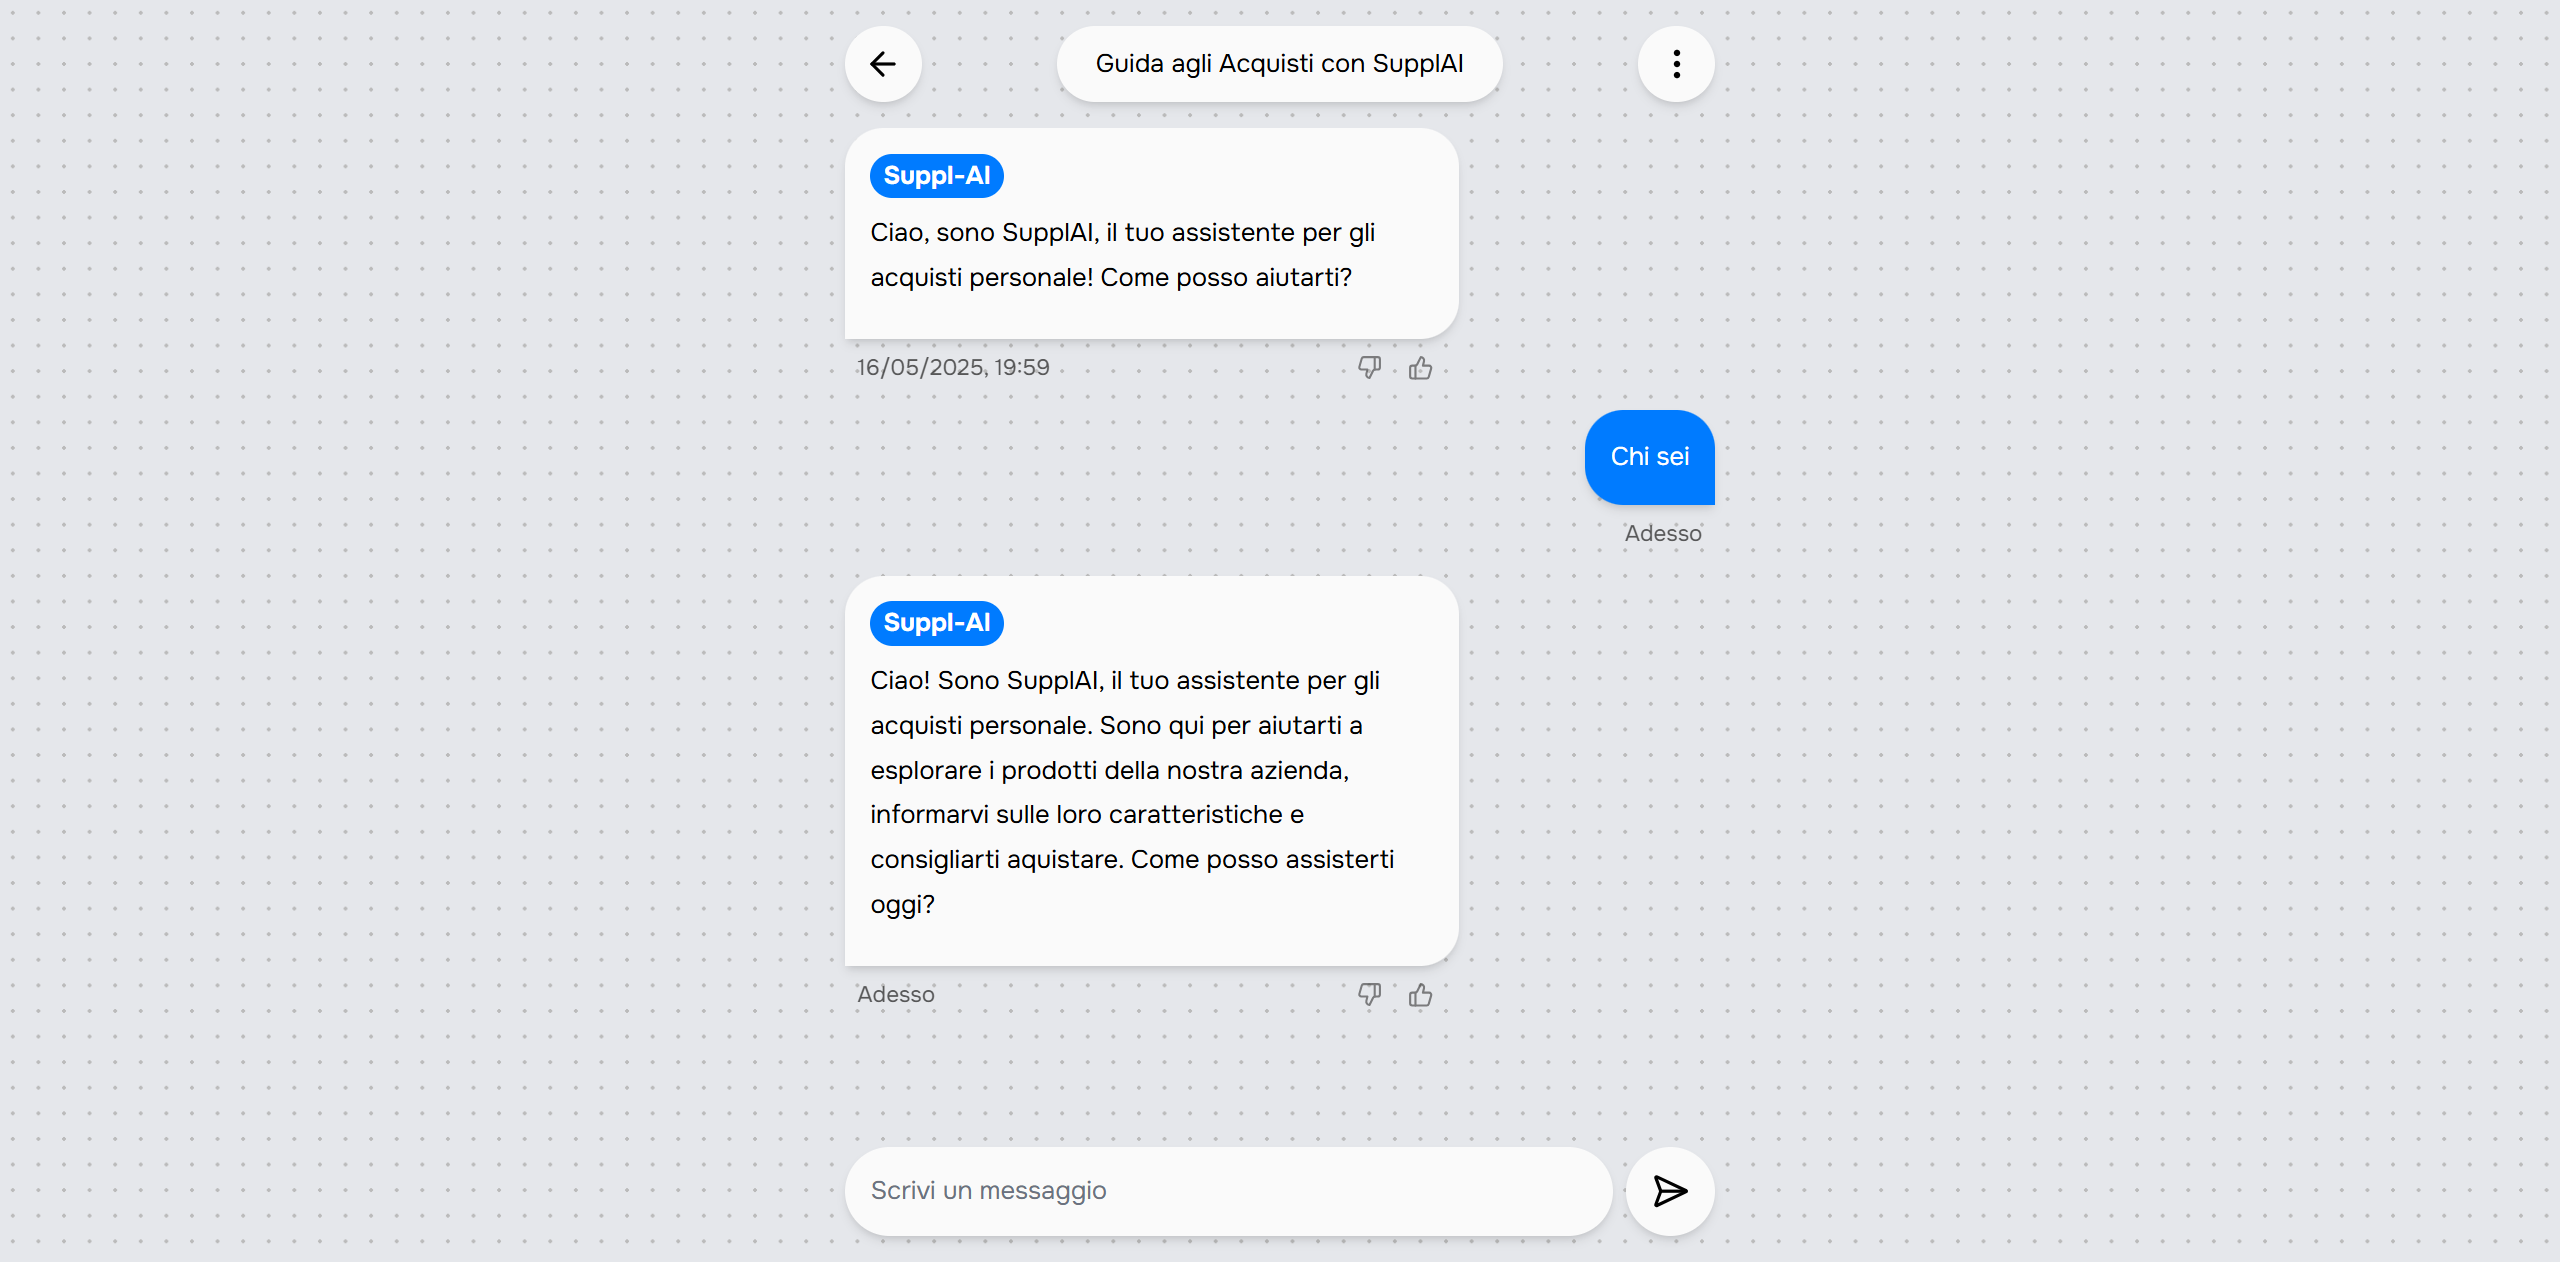 Guida agli Acquisti con SupplAI
Suppl-AI
Ciao, sono SupplAI, il tuo assistente per gli
acquisti personale! Come posso aiutarti?
16/05/2025, 19:59
Chi sei
Adesso
Suppl-AI
Ciao! Sono SupplAI, il tuo assistente per gli
acquisti personale. Sono qui per aiutarti a
esplorare i prodotti della nostra azienda,
informarvi sulle loro caratteristiche e
consigliarti aquistare. Come posso assisterti
oggi?
Adesso
Scrivi un messaggio